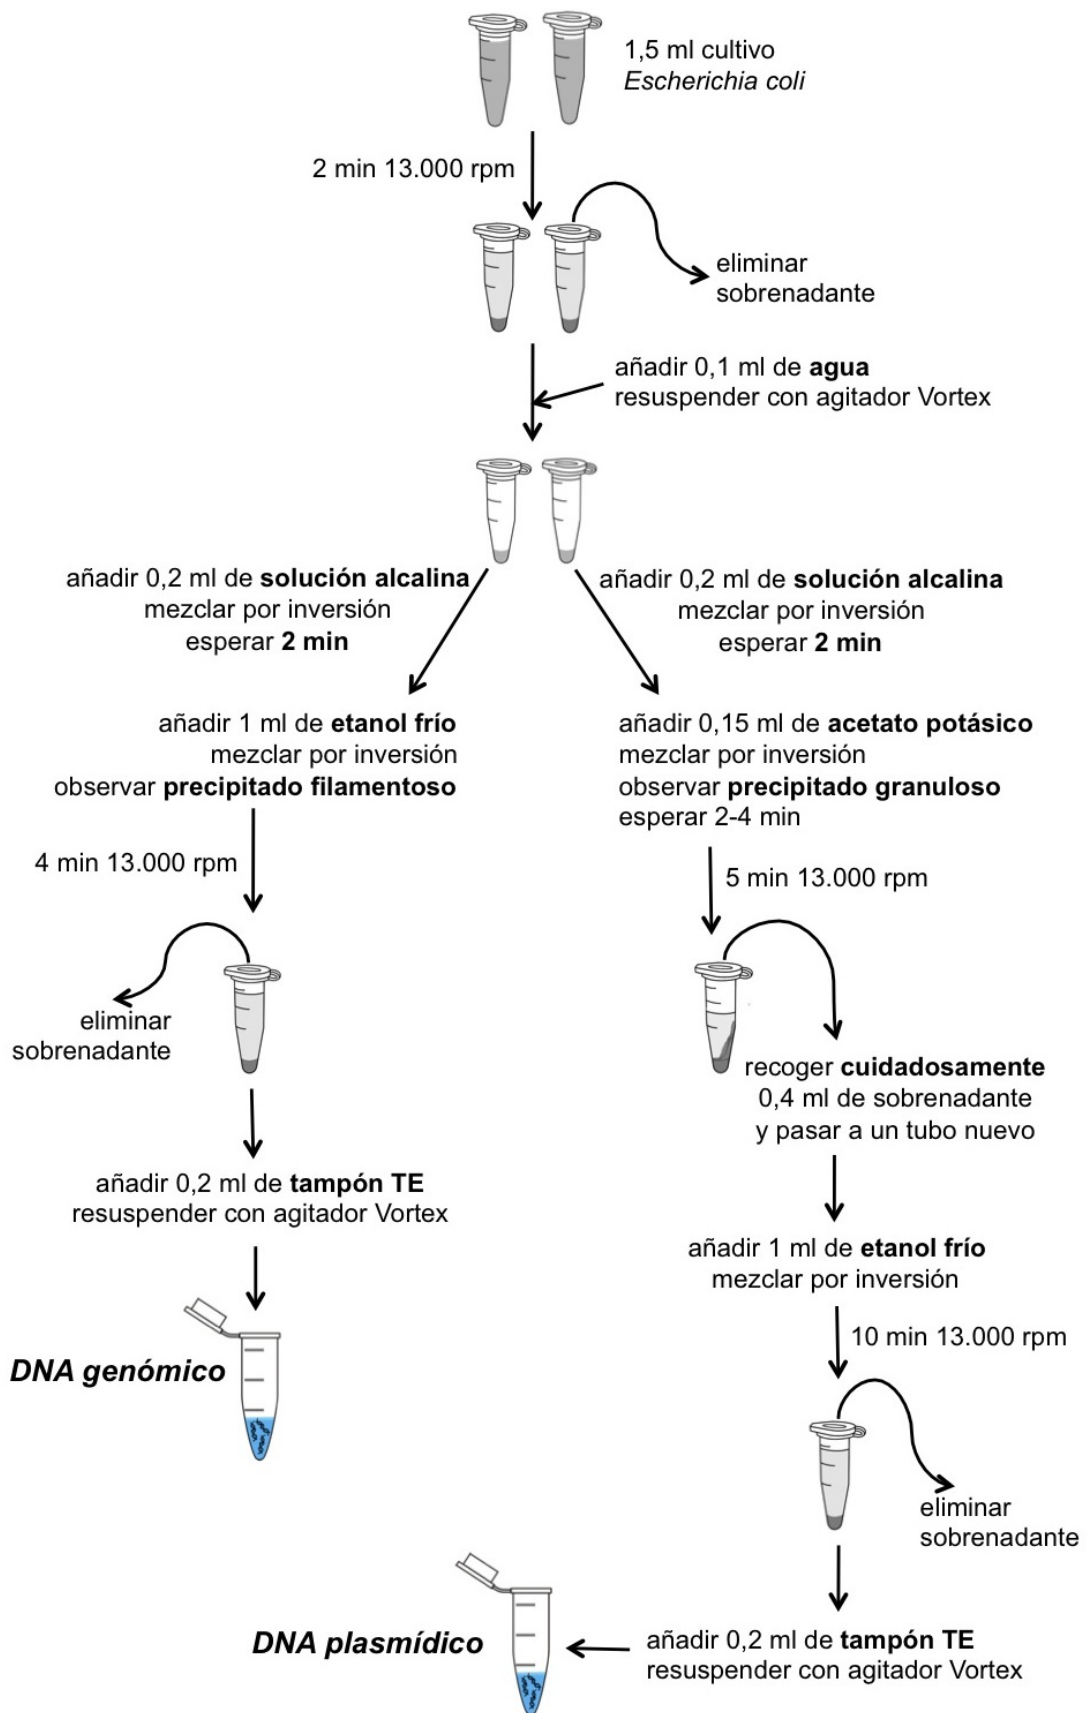 1,5 ml cultivo
Escherichia coli
2 min 13.000 rpm
eliminar
sobrenadante
añadir 0,1 ml de agua
resuspender con agitador Vortex
añadir 0,2 ml de solución alcalina
mezclar por inversión
esperar 2 min
añadir 1 ml de etanol frío
mezclar por inversión
observar precipitado filamentoso
4 min 13.000 rpm
eliminar
sobrenadante
añadir 0,2 ml de tampón TE
resuspender con agitador Vortex
DNA genómico
añadir 0,2 ml de solución alcalina
mezclar por inversión
esperar 2 min
añadir 0,15 ml de acetato potásico
mezclar por inversión
observar precipitado granuloso
esperar 2-4 min
5 min 13.000 rpm
recoger cuidadosamente
0,4 ml de sobrenadante
y pasar a un tubo nuevo
añadir 1 ml de etanol frío
mezclar por inversión
10 min 13.000 rpm
eliminar
sobrenadante
añadir 0,2 ml de tampón TE
resuspender con agitador Vortex
DNA plasmídico